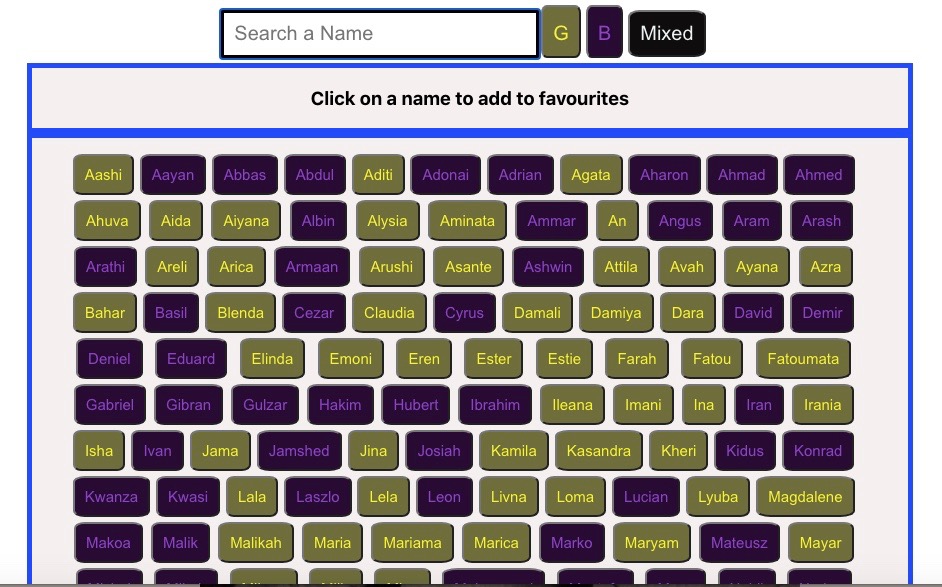 Search a Name G B Mixed
Click on a name to add to favourites
Aashi Aayan Abbas Abdul Aditi Adonai Adrian Agata Aharon Ahmad Ahmed
Ahuva Aida Aiyana Albin Alysia Aminata Ammar An Angus Aram Arash
Arathi Areli Arica Armaan Arushi Asante Ashwin Attila Avah Ayana Azra
Bahar Basil Blenda Cezar Claudia Cyrus Damali Damiya Dara David Demir
Deniel Eduard Elinda Emoni Eren Ester Estie Farah Fatou Fatoumata
Gabriel Gibran Gulzar Hakim Hubert Ibrahim Ileana Imani Ina Iran Irania
Isha Ivan Jama Jamshed Jina Josiah Kamila Kasandra Kheri Kidus Konrad
Kwanza Kwasi Lala Laszlo Lela Leon Livna Loma Lucian Lyuba Magdalene
Makoa Malik Malikah Maria Mariama Marica Marko Maryam Mateusz Mayar